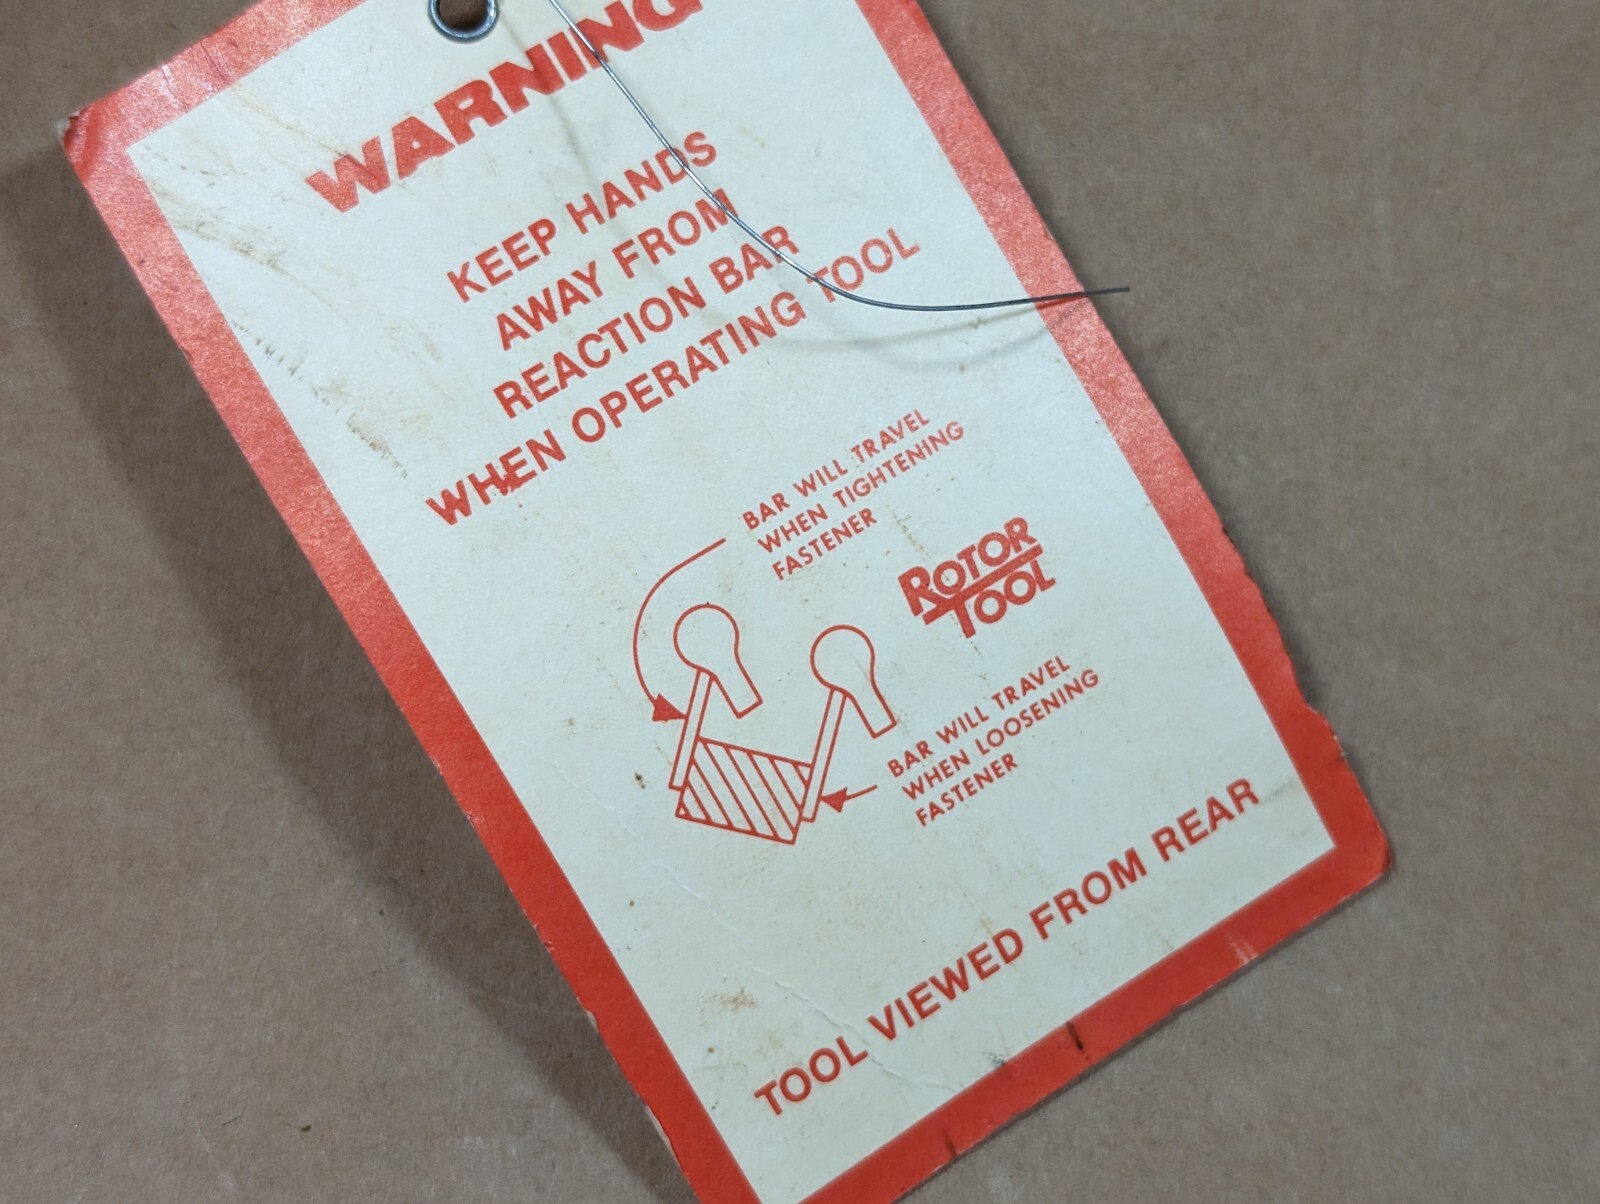 WARNING
KEEP HANDS
AWAY FROM
REACTION BAR
WHEN OPERATING TOOL
BAR WILL TRAVEL
WHEN TIGHTENING
FASTENER
ROTOR
TOOL
BAR WILL TRAVEL
WHEN LOOSENING
FASTENER
TOOL VIEWED FROM REAR